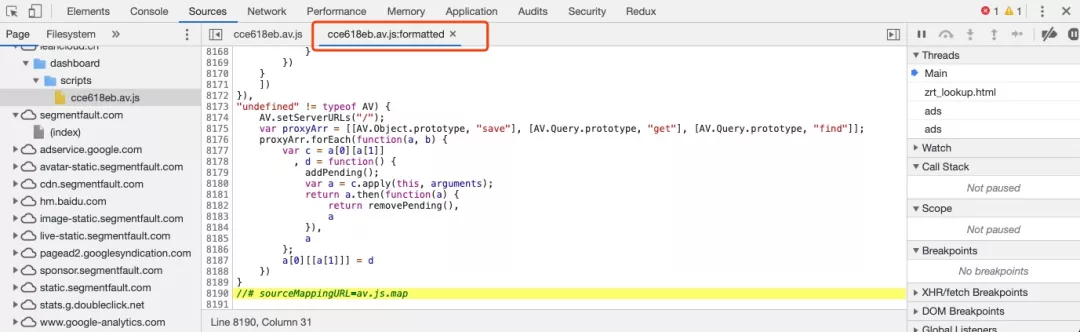 Elements Console Sources Network Performance Memory Application Audits Security Redux 1 1
Page Filesystem »
cce618eb.av.js cce618eb.av.js:formatted ×
leancloud.cn
dashboard
scripts
cce618eb.av.js
segmentfault.com
(index)
adservice.google.com
avatar-static.segmentfault.com
cdn.segmentfault.com
hm.baidu.com
image-static.segmentfault.com
live-static.segmentfault.com
pagead2.googlesyndication.com
sponsor.segmentfault.com
static.segmentfault.com
stats.g.doubleclick.net
www.google-analytics.com
8168 }
8169 })
8170 }
8171 ])
8172 }),
8173 "undefined" != typeof AV) {
8174 AV.setServerURLs("/");
8175 var proxyArr = [[AV.Object.prototype, "save"], [AV.Query.prototype, "get"], [AV.Query.prototype, "find"]];
8176 proxyArr.forEach(function(a, b) {
8177 var c = a[0][a[1]]
8178 , d = function() {
8179 addPending();
8180 var a = c.apply(this, arguments);
8181 return a.then(function(a) {
8182 return removePending(),
8183 a
8184 }),
8185 a
8186 };
8187 a[0][[a[1]]] = d
8188 })
8189 }
8190 //# sourceMappingURL=av.js.map
8191
Line 8190, Column 31
Threads
Main
zrt_lookup.html
ads
ads
Watch
Call Stack
Not paused
Scope
Not paused
Breakpoints
No breakpoints
XHR/fetch Breakpoints
DOM Breakpoints
Global Listeners